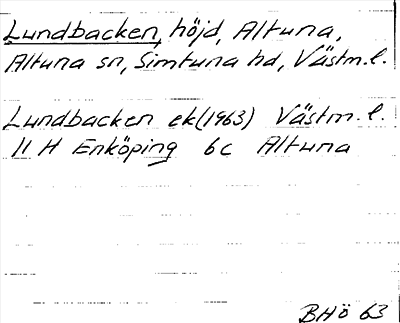 Lundbacken, höjd, Altuna,
Altuna sn, Simtuna hd, Västm.l.
Lundbacken ek(1963) Västm.l.
11 H Enköping 6c Altuna
BHö 63